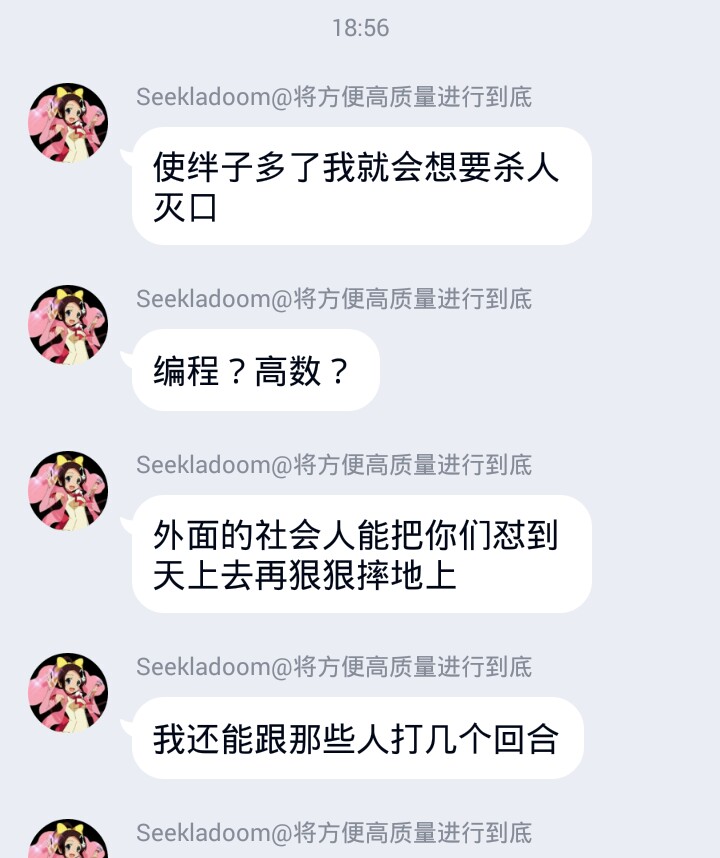 18:56
Seekladoom@将方便高质量进行到底
使绊子多了我就会想要杀人
灭口
Seekladoom@将方便高质量进行到底
编程？高数？
Seekladoom@将方便高质量进行到底
外面的社会人能把你们怼到
天上去再狠狠摔地上
Seekladoom@将方便高质量进行到底
我还能跟那些人打几个回合
Seekladoom@将方便高质量进行到底